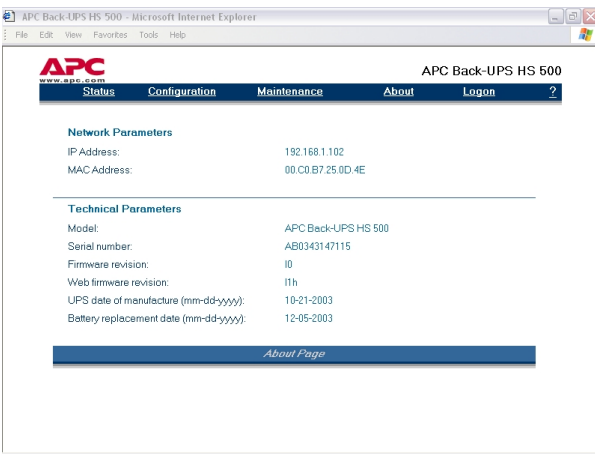 APC Back-UPS HS 500 - Microsoft Internet Explorer
File Edit View Favorites Tools Help
APC
www.apc.com
APC Back-UPS HS 500
Status Configuration Maintenance About Logon ?
Network Parameters
IP Address: 192.168.1.102
MAC Address: 00.C0.B7.25.0D.4E
Technical Parameters
Model: APC Back-UPS HS 500
Serial number: AB0343147115
Firmware revision: I0
Web firmware revision: I1h
UPS date of manufacture (mm-dd-yyyy): 10-21-2003
Battery replacement date (mm-dd-yyyy): 12-05-2003
About Page